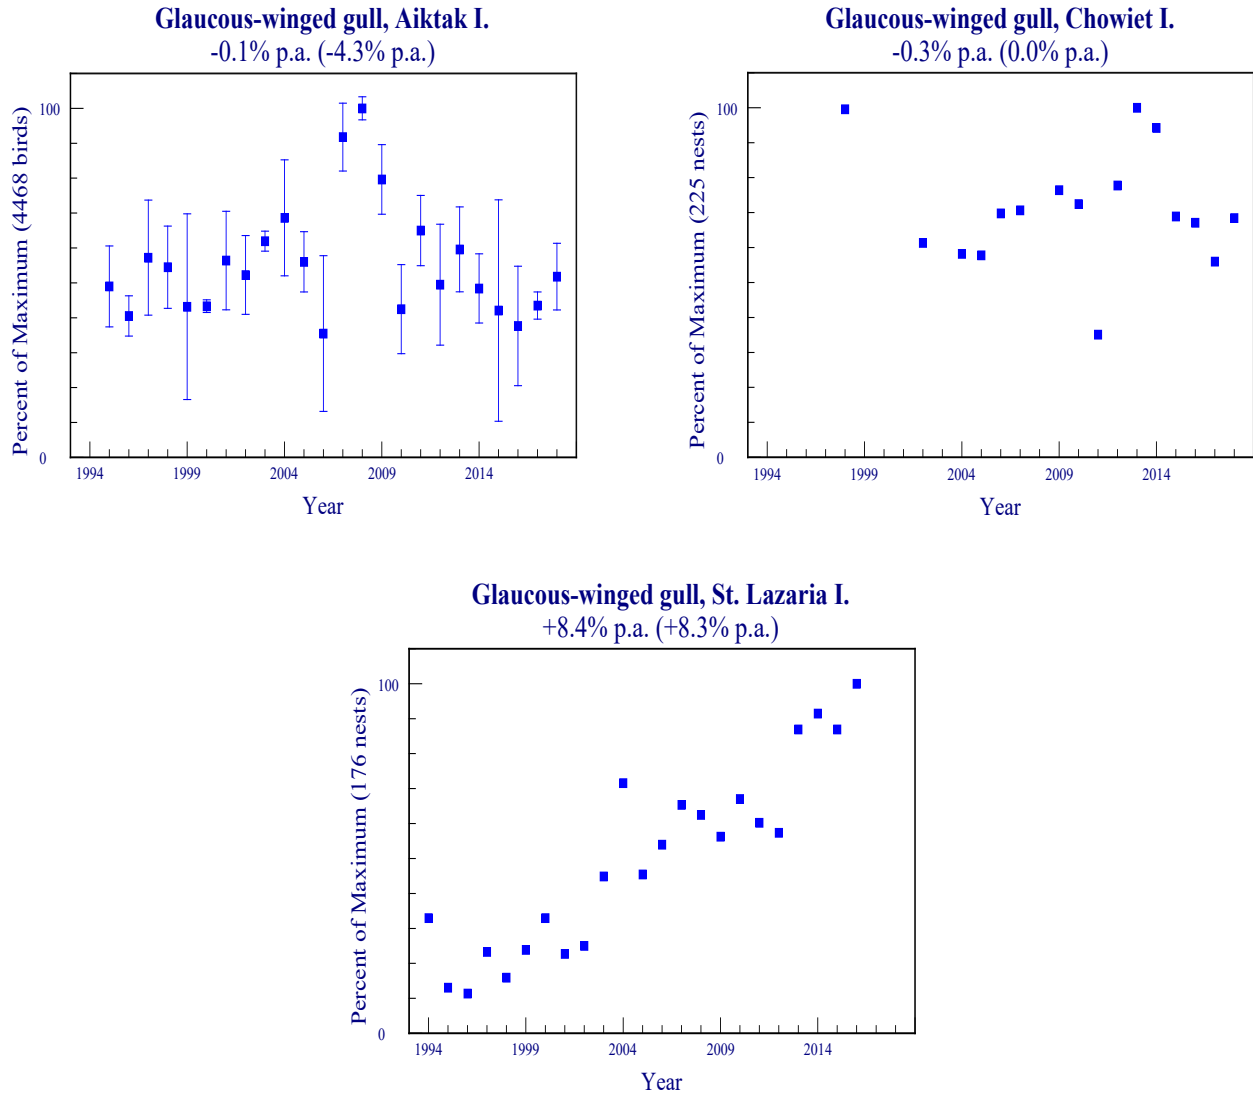 Glaucous-winged gull, Aiktak I.
-0.1% p.a. (-4.3% p.a.)
Percent of Maximum (4468 birds)
100
0
1994 1999 2004 2009 2014
Year
Glaucous-winged gull, Chowiet I.
-0.3% p.a. (0.0% p.a.)
Percent of Maximum (225 nests)
100
0
1994 1999 2004 2009 2014
Year
Glaucous-winged gull, St. Lazaria I.
+8.4% p.a. (+8.3% p.a.)
Percent of Maximum (176 nests)
100
0
1994 1999 2004 2009 2014
Year